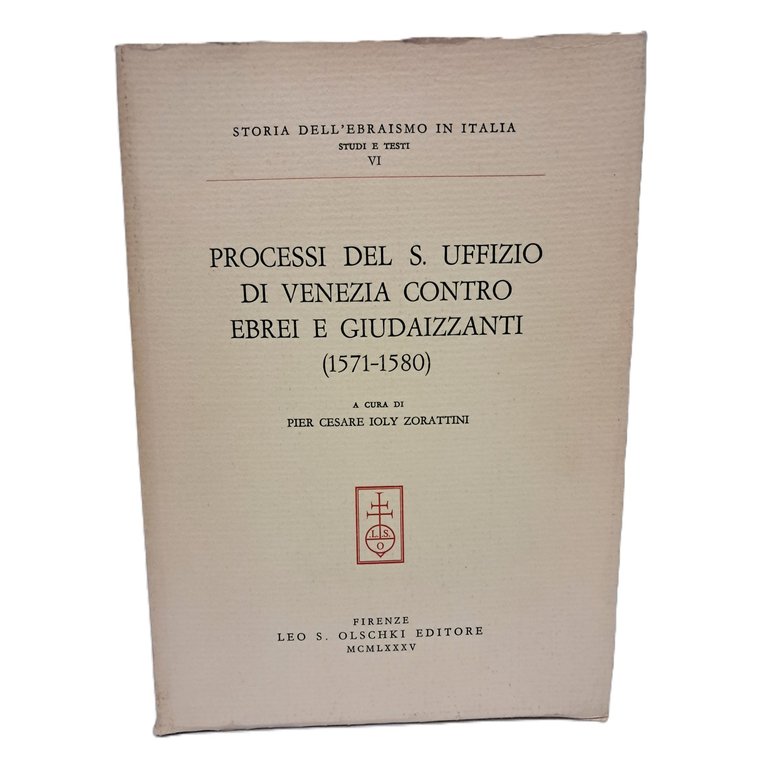 STORIA DELL'EBRAISMO IN ITALIA
STUDI E TESTI
VI
PROCESSI DEL S. UFFIZIO
DI VENEZIA CONTRO
EBREI E GIUDAIZZANTI
(1571-1580)
A CURA DI
PIER CESARE IOLY ZORATTINI
L. S.
O
FIRENZE
LEO S. OLSCHKI EDITORE
MCMLXXXV